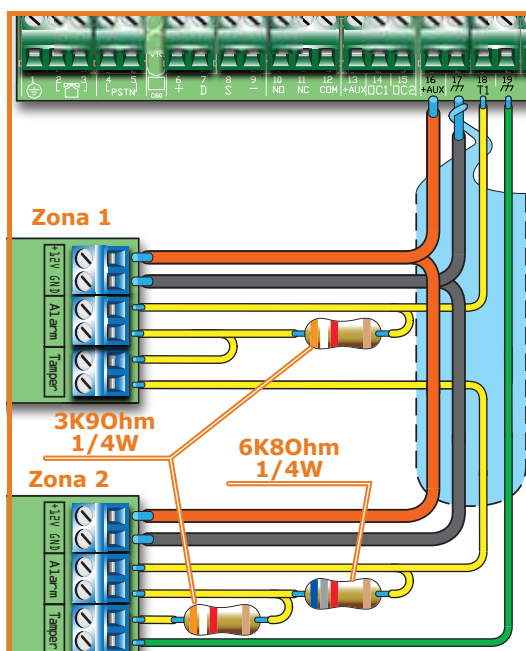 1 2 3 4 5 6 7 8 9 10 11 12 13 14 15 16 17 18 19
PSTN + D S - NO NC COM +AUX OC1 OC2 +AUX T1
C60
Zona 1
+12V GND
Alarm
Tamper
3K9Ohm
1/4W
6K8Ohm
1/4W
Zona 2
+12V GND
Alarm
Tamper